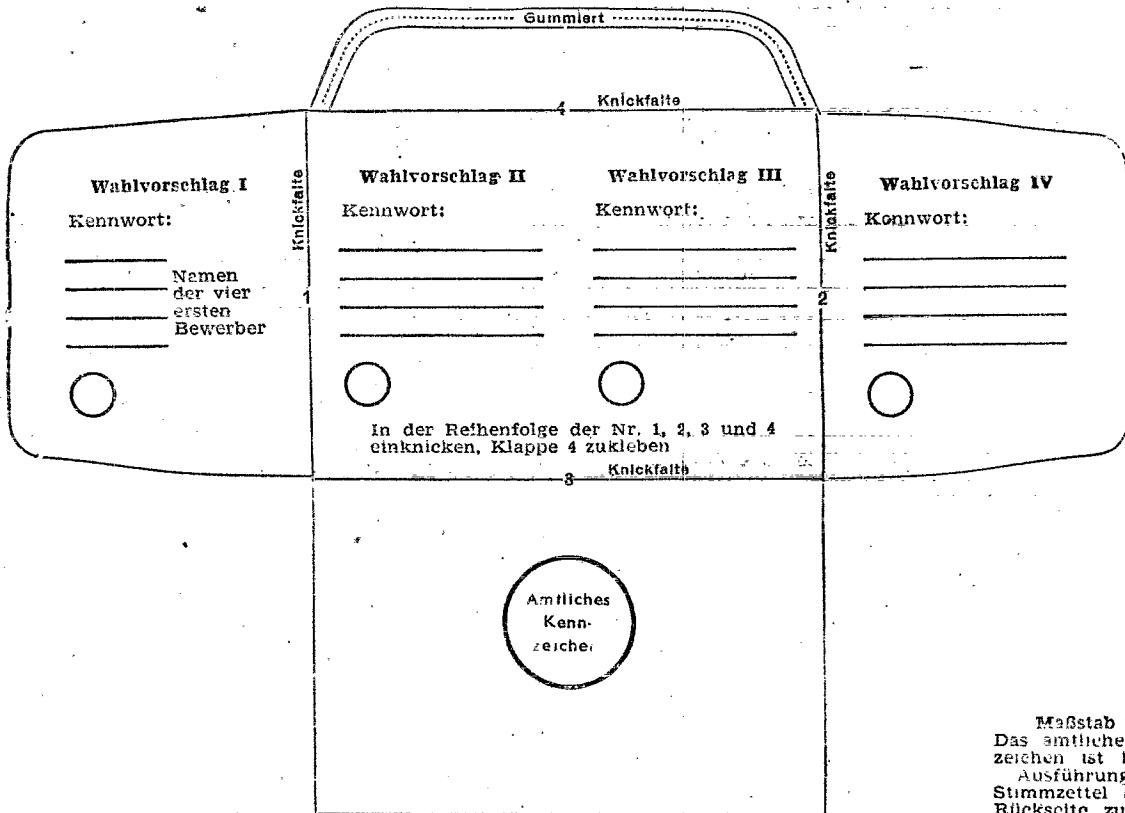 Gummiert
Knickfalte
4
Wahlvorschlag I
Kennwort:
Namen
der vier
ersten
Bewerber
Knickfalte
1
Wahlvorschlag II
Kennwort:
Wahlvorschlag III
Kennwort:
Knickfalte
2
Wahlvorschlag IV
Kennwort:
In der Reihenfolge der Nr. 1, 2, 3 und 4
einknicken, Klappe 4 zukleben
Knickfalte
3
Amtliches
Kenn-
zeichen
Maßstab
Das amtliche
zeichen ist
Ausführung
Stimmzettel
Rückseite zu